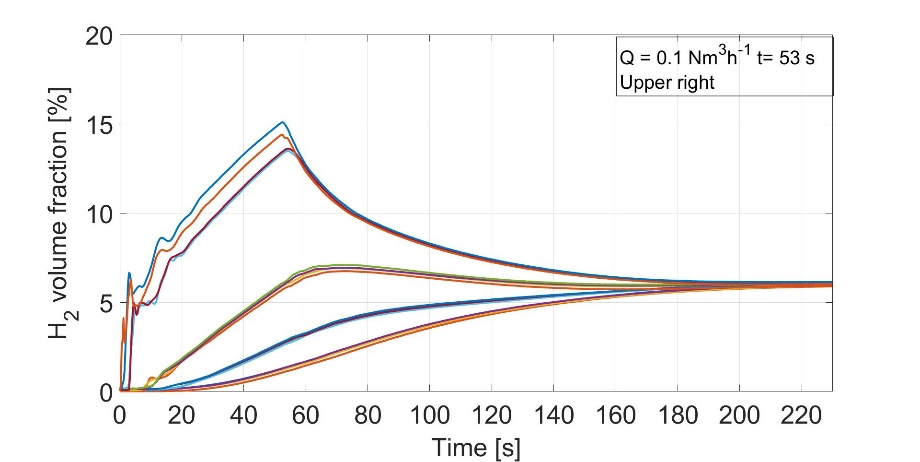 20
Q = 0.1 Nm³h⁻¹ t= 53 s
Upper right
15
10
5
0
H₂ volume fraction [%]
0 20 40 60 80 100 120 140 160 180 200 220
Time [s]